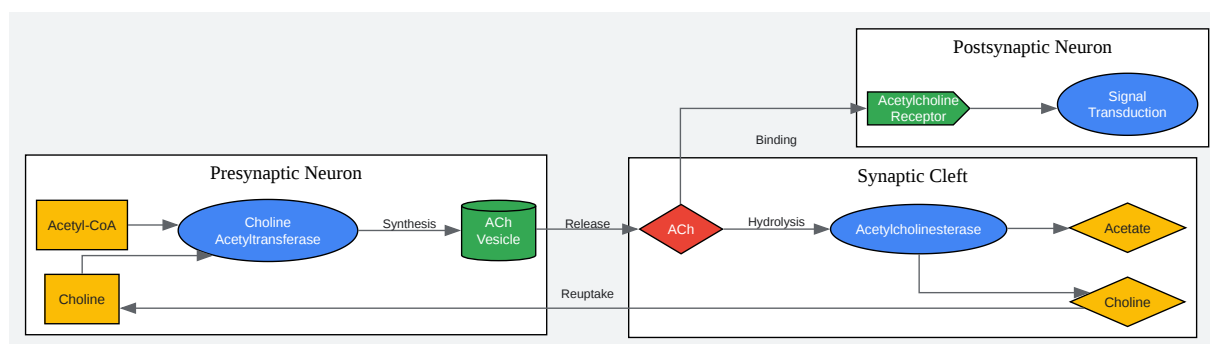 Postsynaptic Neuron
Acetylcholine
Receptor
Signal
Transduction
Binding
Presynaptic Neuron
Synaptic Cleft
Acetyl-CoA
Choline
Acetyltransferase
Synthesis
ACh
Vesicle
Release
ACh
Hydrolysis
Acetylcholinesterase
Acetate
Choline
Reuptake
Choline